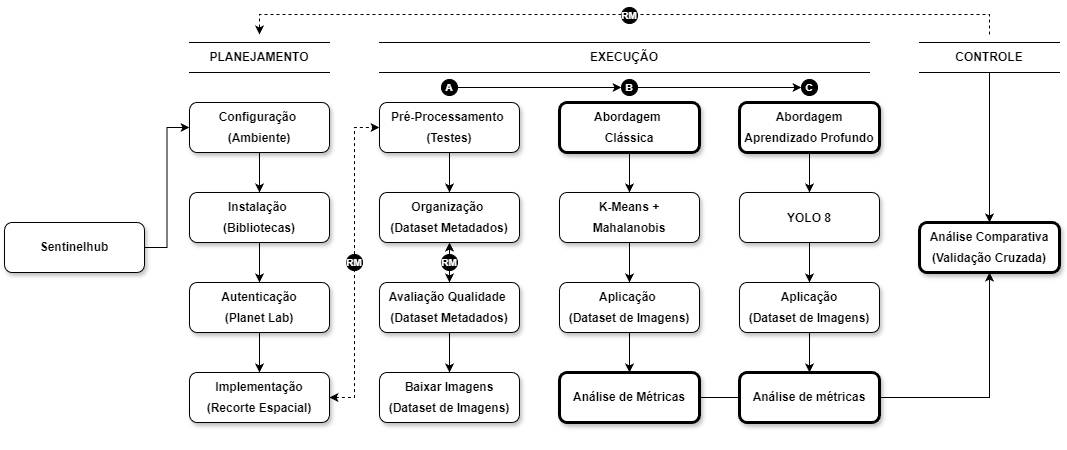 RM
PLANEJAMENTO
EXECUÇÃO
CONTROLE
A
B
C
Sentinelhub
Configuração
(Ambiente)
Instalação
(Bibliotecas)
Autenticação
(Planet Lab)
Implementação
(Recorte Espacial)
RM
Pré-Processamento
(Testes)
Organização
(Dataset Metadados)
RM
Avaliação Qualidade
(Dataset Metadados)
Baixar Imagens
(Dataset de Imagens)
Abordagem
Clássica
K-Means +
Mahalanobis
Aplicação
(Dataset de Imagens)
Análise de Métricas
Abordagem
Aprendizado Profundo
YOLO 8
Aplicação
(Dataset de Imagens)
Análise de métricas
Análise Comparativa
(Validação Cruzada)